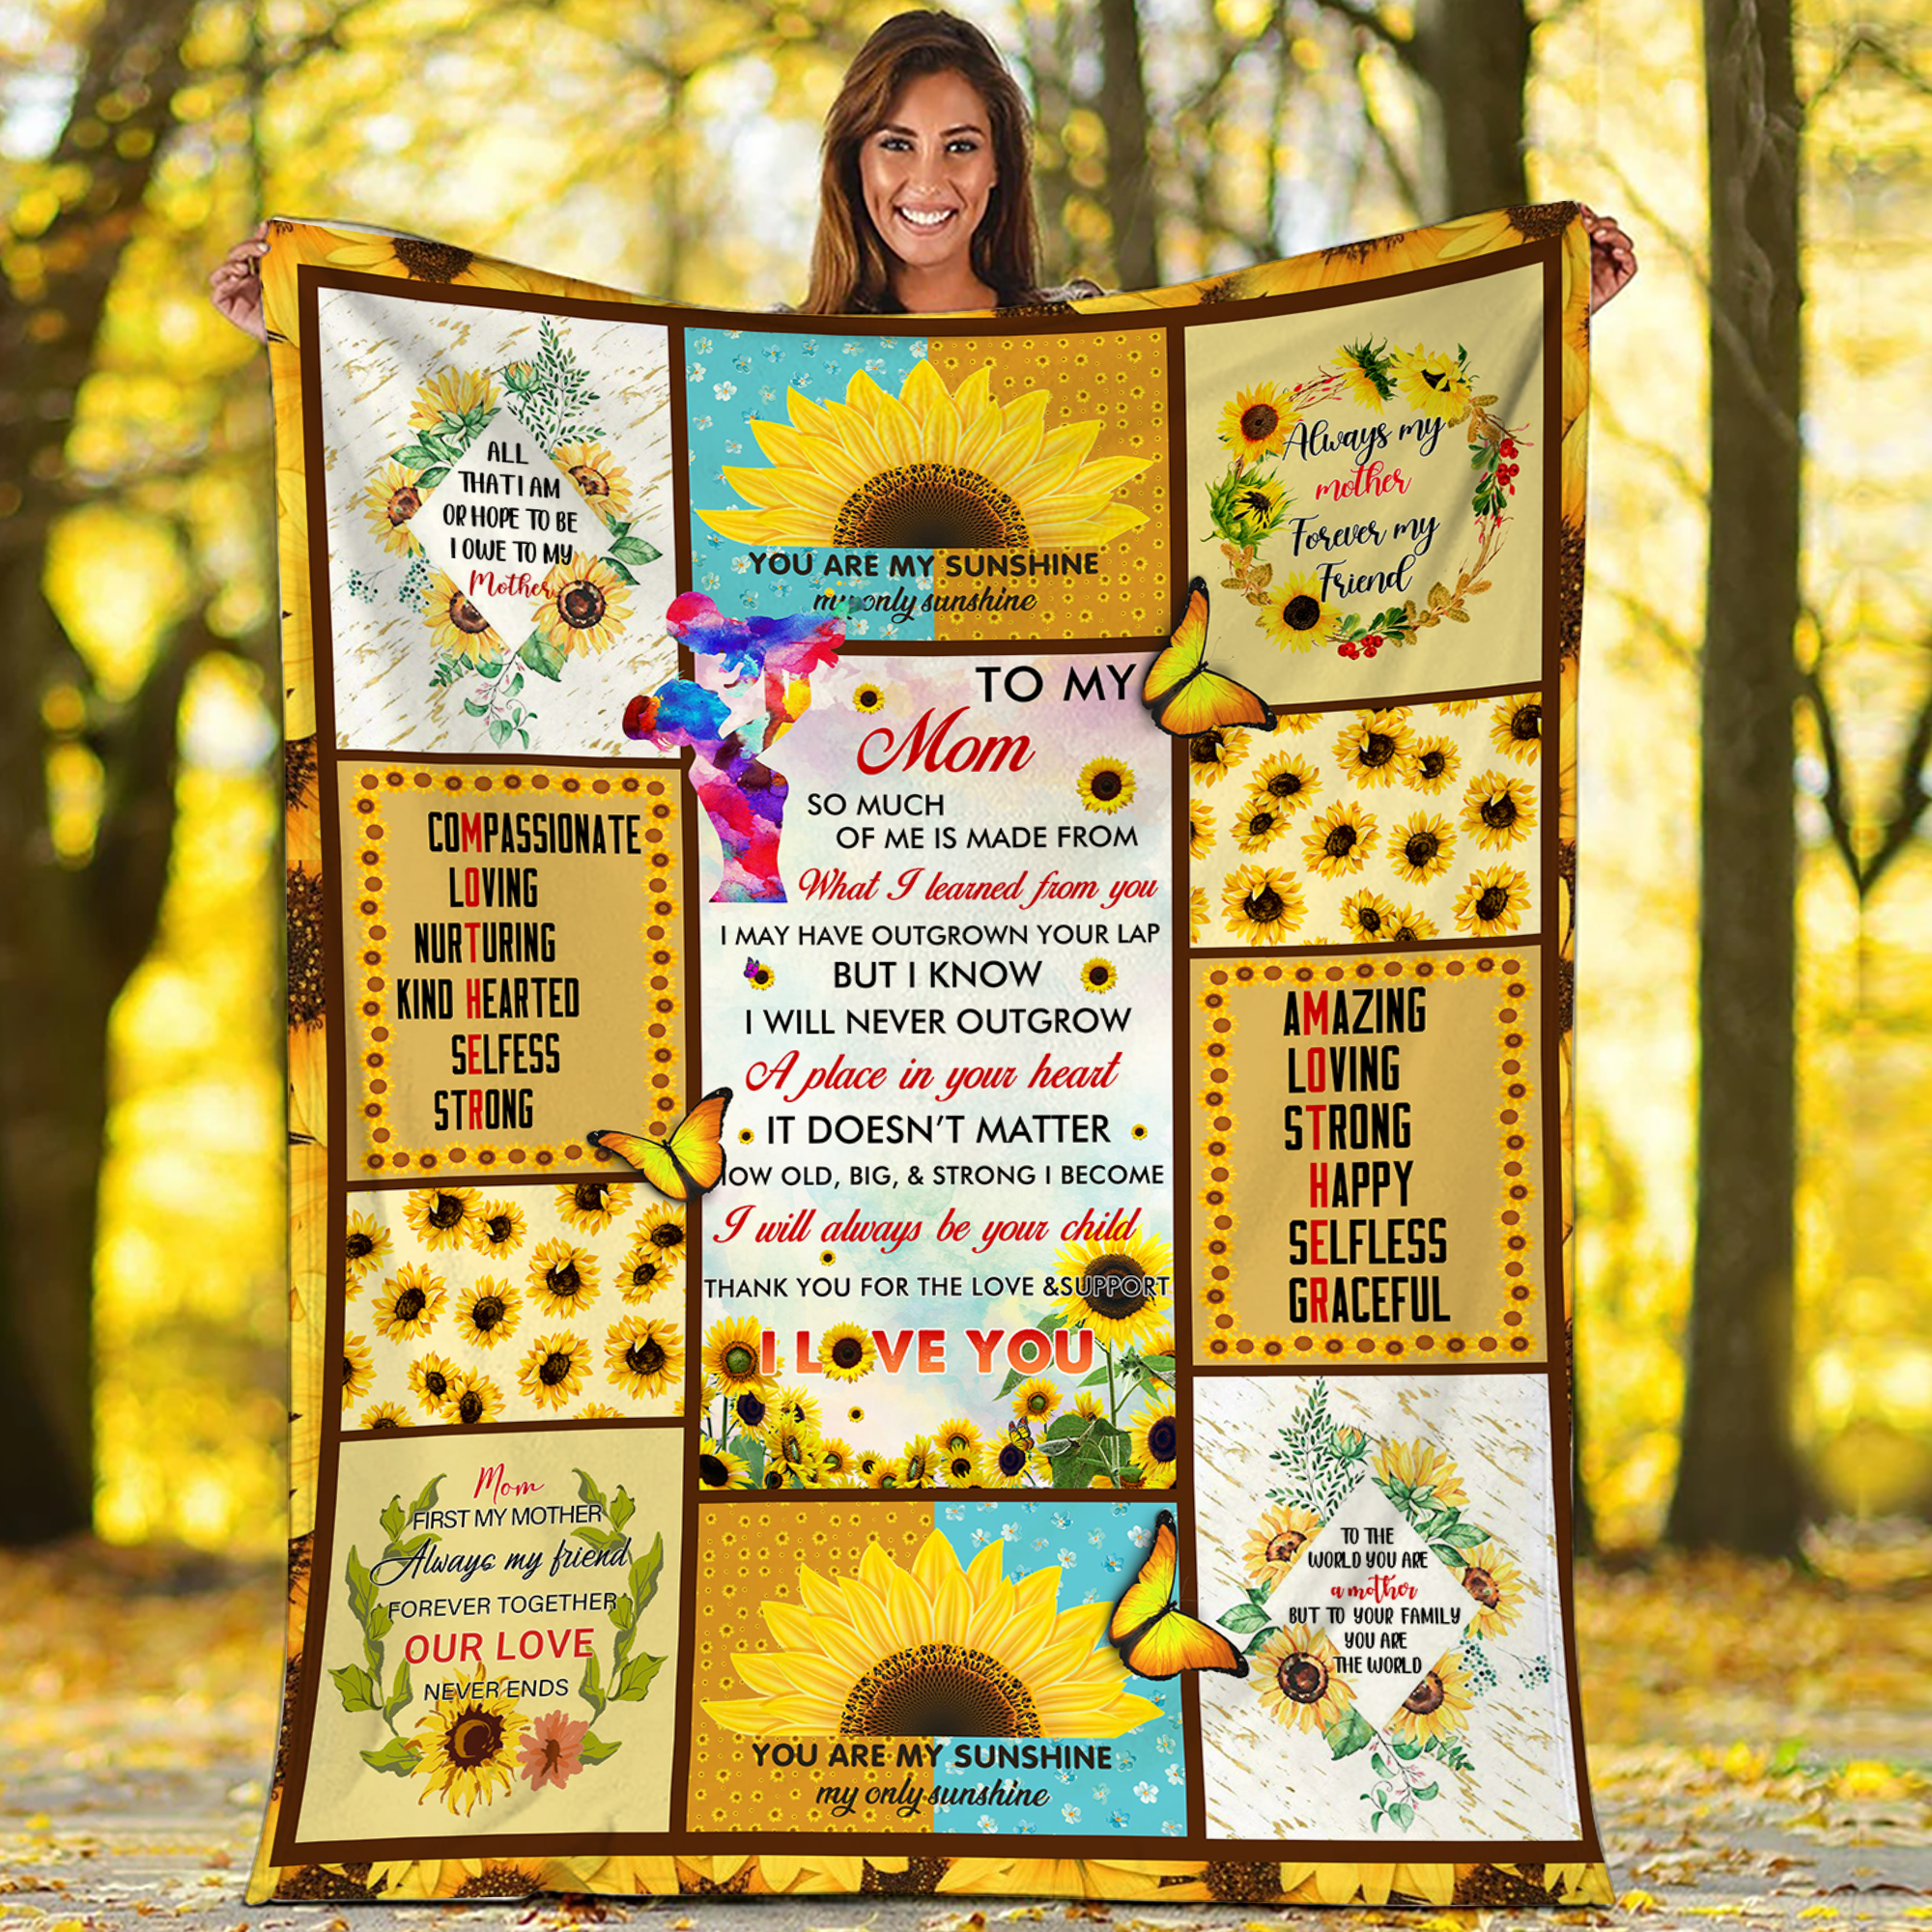 ALL
THAT I AM
OR HOPE TO BE
I OWE TO MY
Mother
YOU ARE MY SUNSHINE
my only sunshine
Always my
mother
Forever my
Friend
COMPASSIONATE
LOVING
NURTURING
KIND HEARTED
SELFESS
STRONG
TO MY
Mom
SO MUCH
OF ME IS MADE FROM
What I learned from you
I MAY HAVE OUTGROWN YOUR LAP
BUT I KNOW
I WILL NEVER OUTGROW
A place in your heart
IT DOESN'T MATTER
HOW OLD, BIG, & STRONG I BECOME
I will always be your child
THANK YOU FOR THE LOVE &SUPPORT
I LOVE YOU
AMAZING
LOVING
STRONG
HAPPY
SELFLESS
GRACEFUL
Mom
FIRST MY MOTHER
Always my friend
FOREVER TOGETHER
OUR LOVE
NEVER ENDS
YOU ARE MY SUNSHINE
my only sunshine
TO THE
WORLD YOU ARE
a mother
BUT TO YOUR FAMILY
YOU ARE
THE WORLD